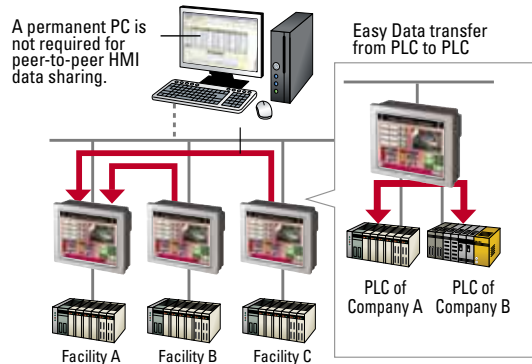 A permanent PC is
not required for
peer-to-peer HMI
data sharing.
Easy Data transfer
from PLC to PLC
PLC of
Company A
PLC of
Company B
Facility A
Facility B
Facility C